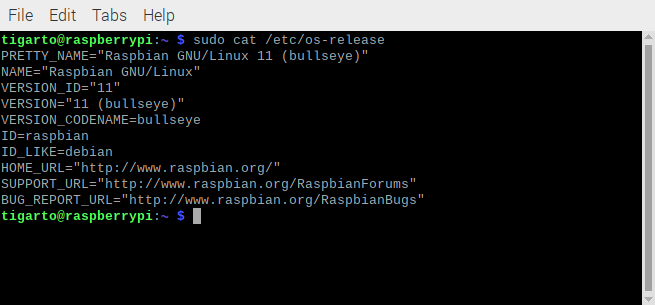 File Edit Tabs Help
tigarto@raspberrypi:~ $ sudo cat /etc/os-release
PRETTY_NAME="Raspbian GNU/Linux 11 (bullseye)"
NAME="Raspbian GNU/Linux"
VERSION_ID="11"
VERSION="11 (bullseye)"
VERSION_CODENAME=bullseye
ID=raspbian
ID_LIKE=debian
HOME_URL="http://www.raspbian.org/"
SUPPORT_URL="http://www.raspbian.org/RaspbianForums"
BUG_REPORT_URL="http://www.raspbian.org/RaspbianBugs"
tigarto@raspberrypi:~ $